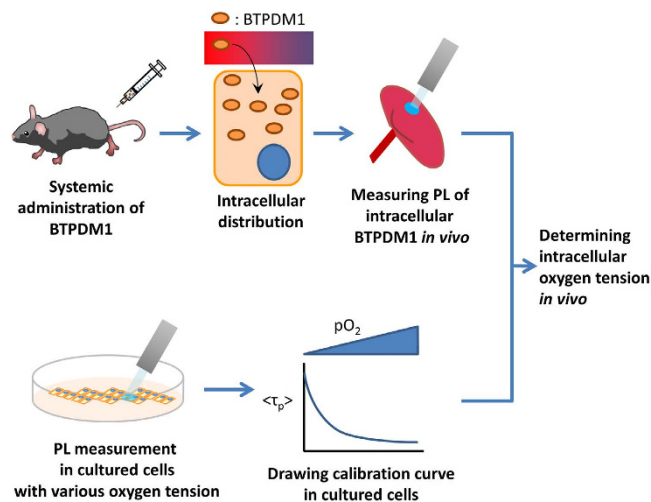 : BTPDM1
Systemic
administration of
BTPDM1
Intracellular
distribution
Measuring PL of
intracellular
BTPDM1 in vivo
Determining
intracellular
oxygen tension
in vivo
PL measurement
in cultured cells
with various oxygen tension
pO₂
<τₚ>
Drawing calibration curve
in cultured cells